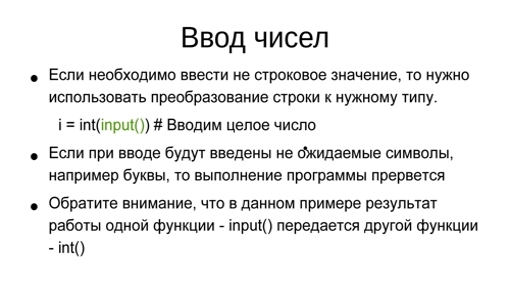 Ввод чисел
● Если необходимо ввести не строковое значение, то нужно
использовать преобразование строки к нужному типу.
i = int(input()) # Вводим целое число
● Если при вводе будут введены не ожидаемые символы,
например буквы, то выполнение программы прервется
● Обратите внимание, что в данном примере результат
работы одной функции - input() передается другой функции
- int()